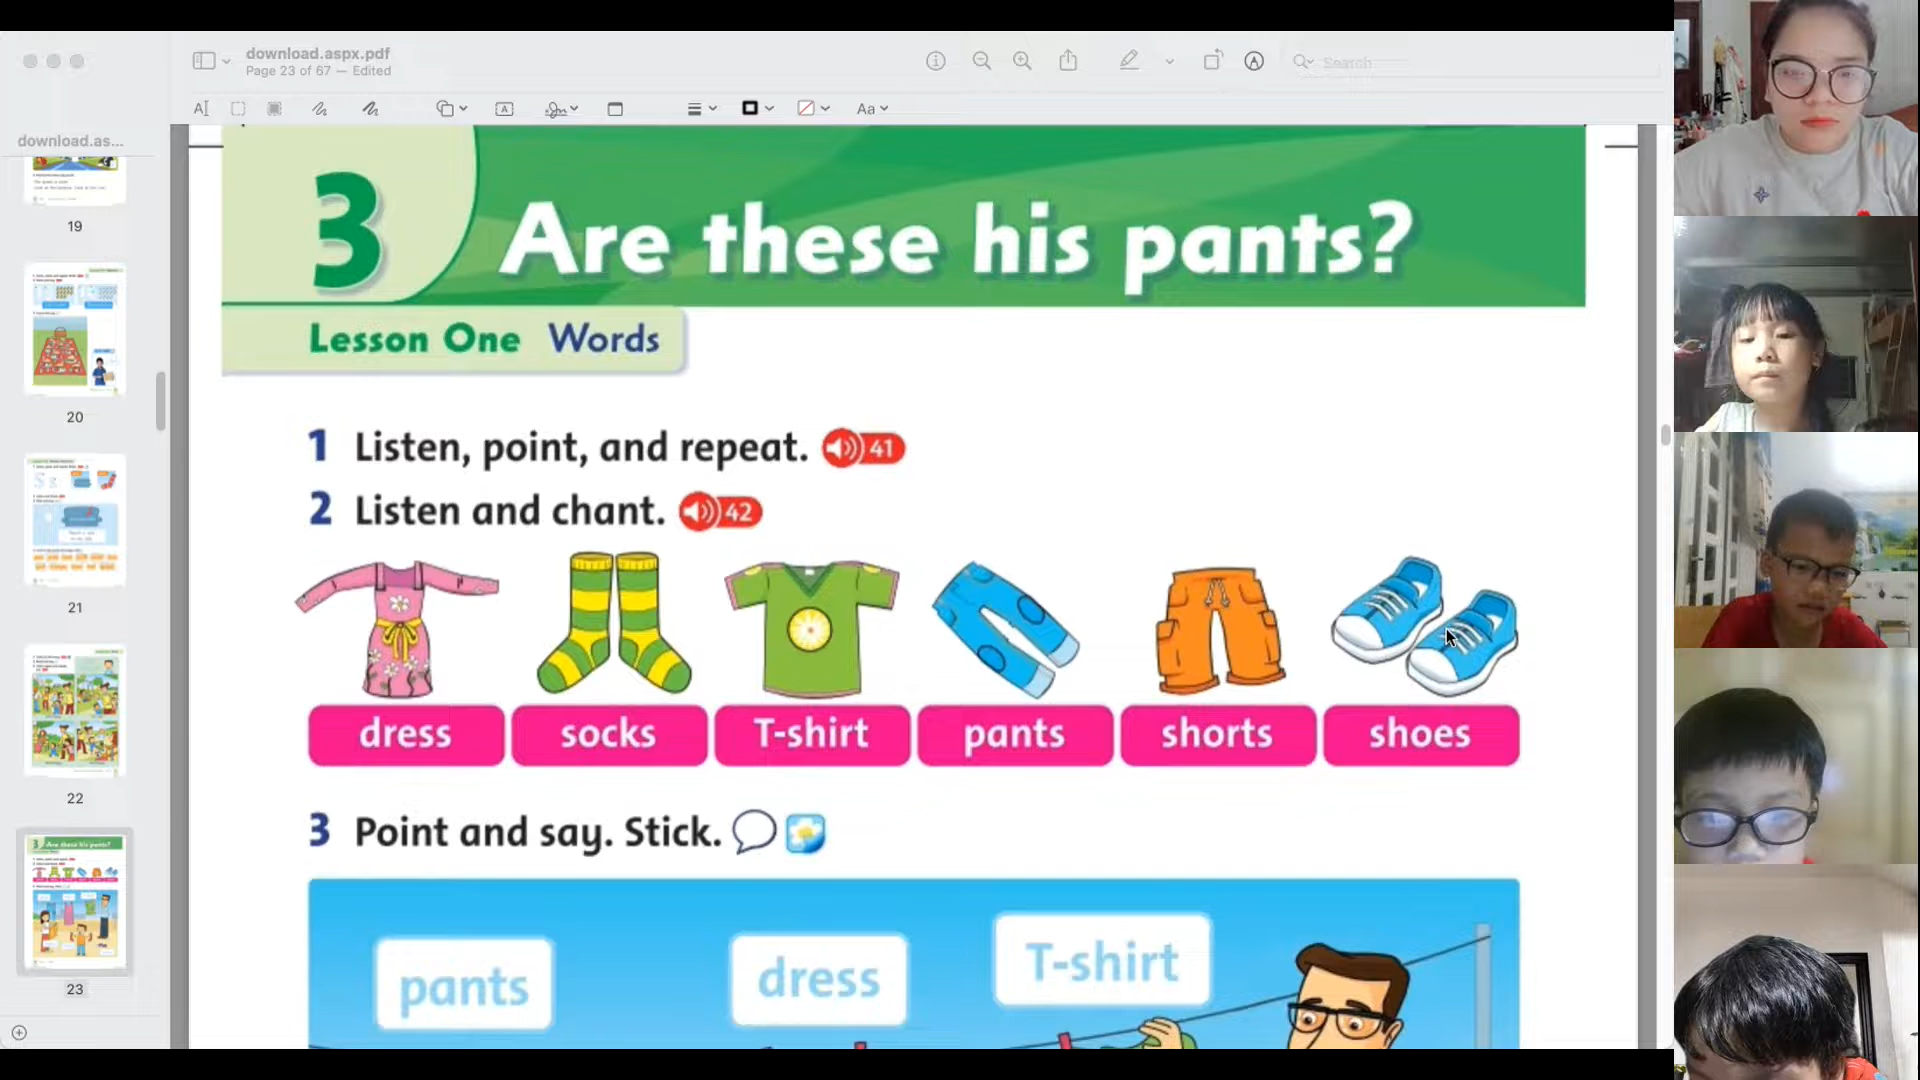 download.aspx.pdf
Page 23 of 67 — Edited
Search
Aa
download.as...
19
20
21
22
23
3 Are these his pants?
Lesson One Words
1 Listen, point, and repeat. 41
2 Listen and chant. 42
dress socks T-shirt pants shorts shoes
3 Point and say. Stick.
pants dress T-shirt